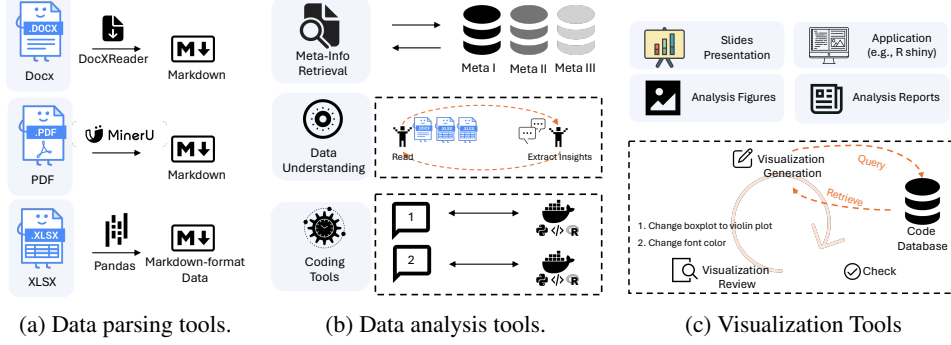 .DOCX
DocXReader
Docx
Markdown
.PDF
MinerU
PDF
Markdown
.XLSX
Pandas
XLSX
Markdown-format
Data
(a) Data parsing tools.
Meta-Info
Retrieval
Meta I
Meta II
Meta III
Data
Understanding
.DOCX
.XLSX
.XLSX
Read
Extract Insights
Coding
Tools
1
</>
R
2
</>
R
(b) Data analysis tools.
Slides
Presentation
Application
(e.g., R shiny)
Analysis Figures
Analysis Reports
Visualization
Generation
Query
Retrieve
Code
Database
1. Change boxplot to violin plot
2. Change font color
Visualization
Review
Check
(c) Visualization Tools